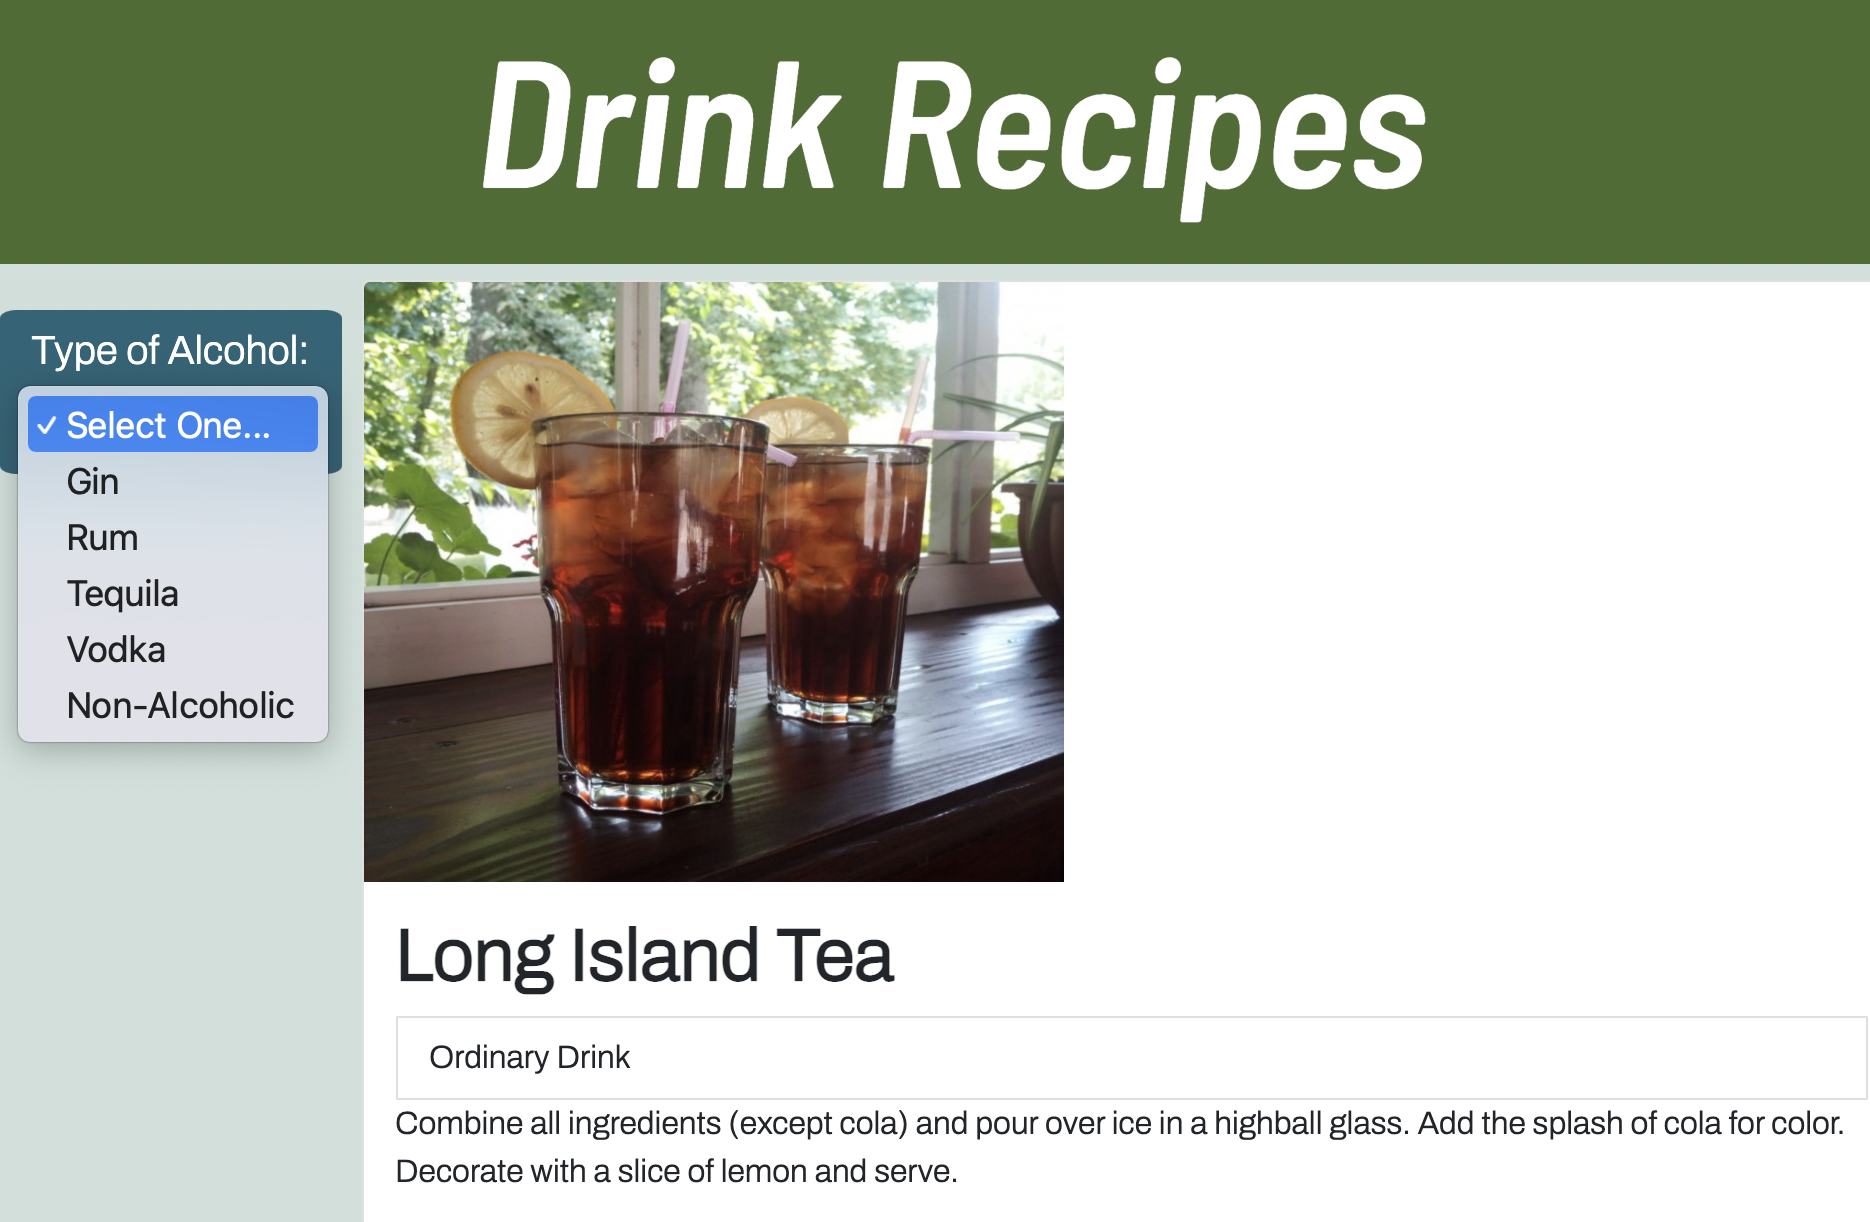 Drink Recipes
Type of Alcohol:
✓ Select One...
Gin
Rum
Tequila
Vodka
Non-Alcoholic
Long Island Tea
Ordinary Drink
Combine all ingredients (except cola) and pour over ice in a highball glass. Add the splash of cola for color.
Decorate with a slice of lemon and serve.